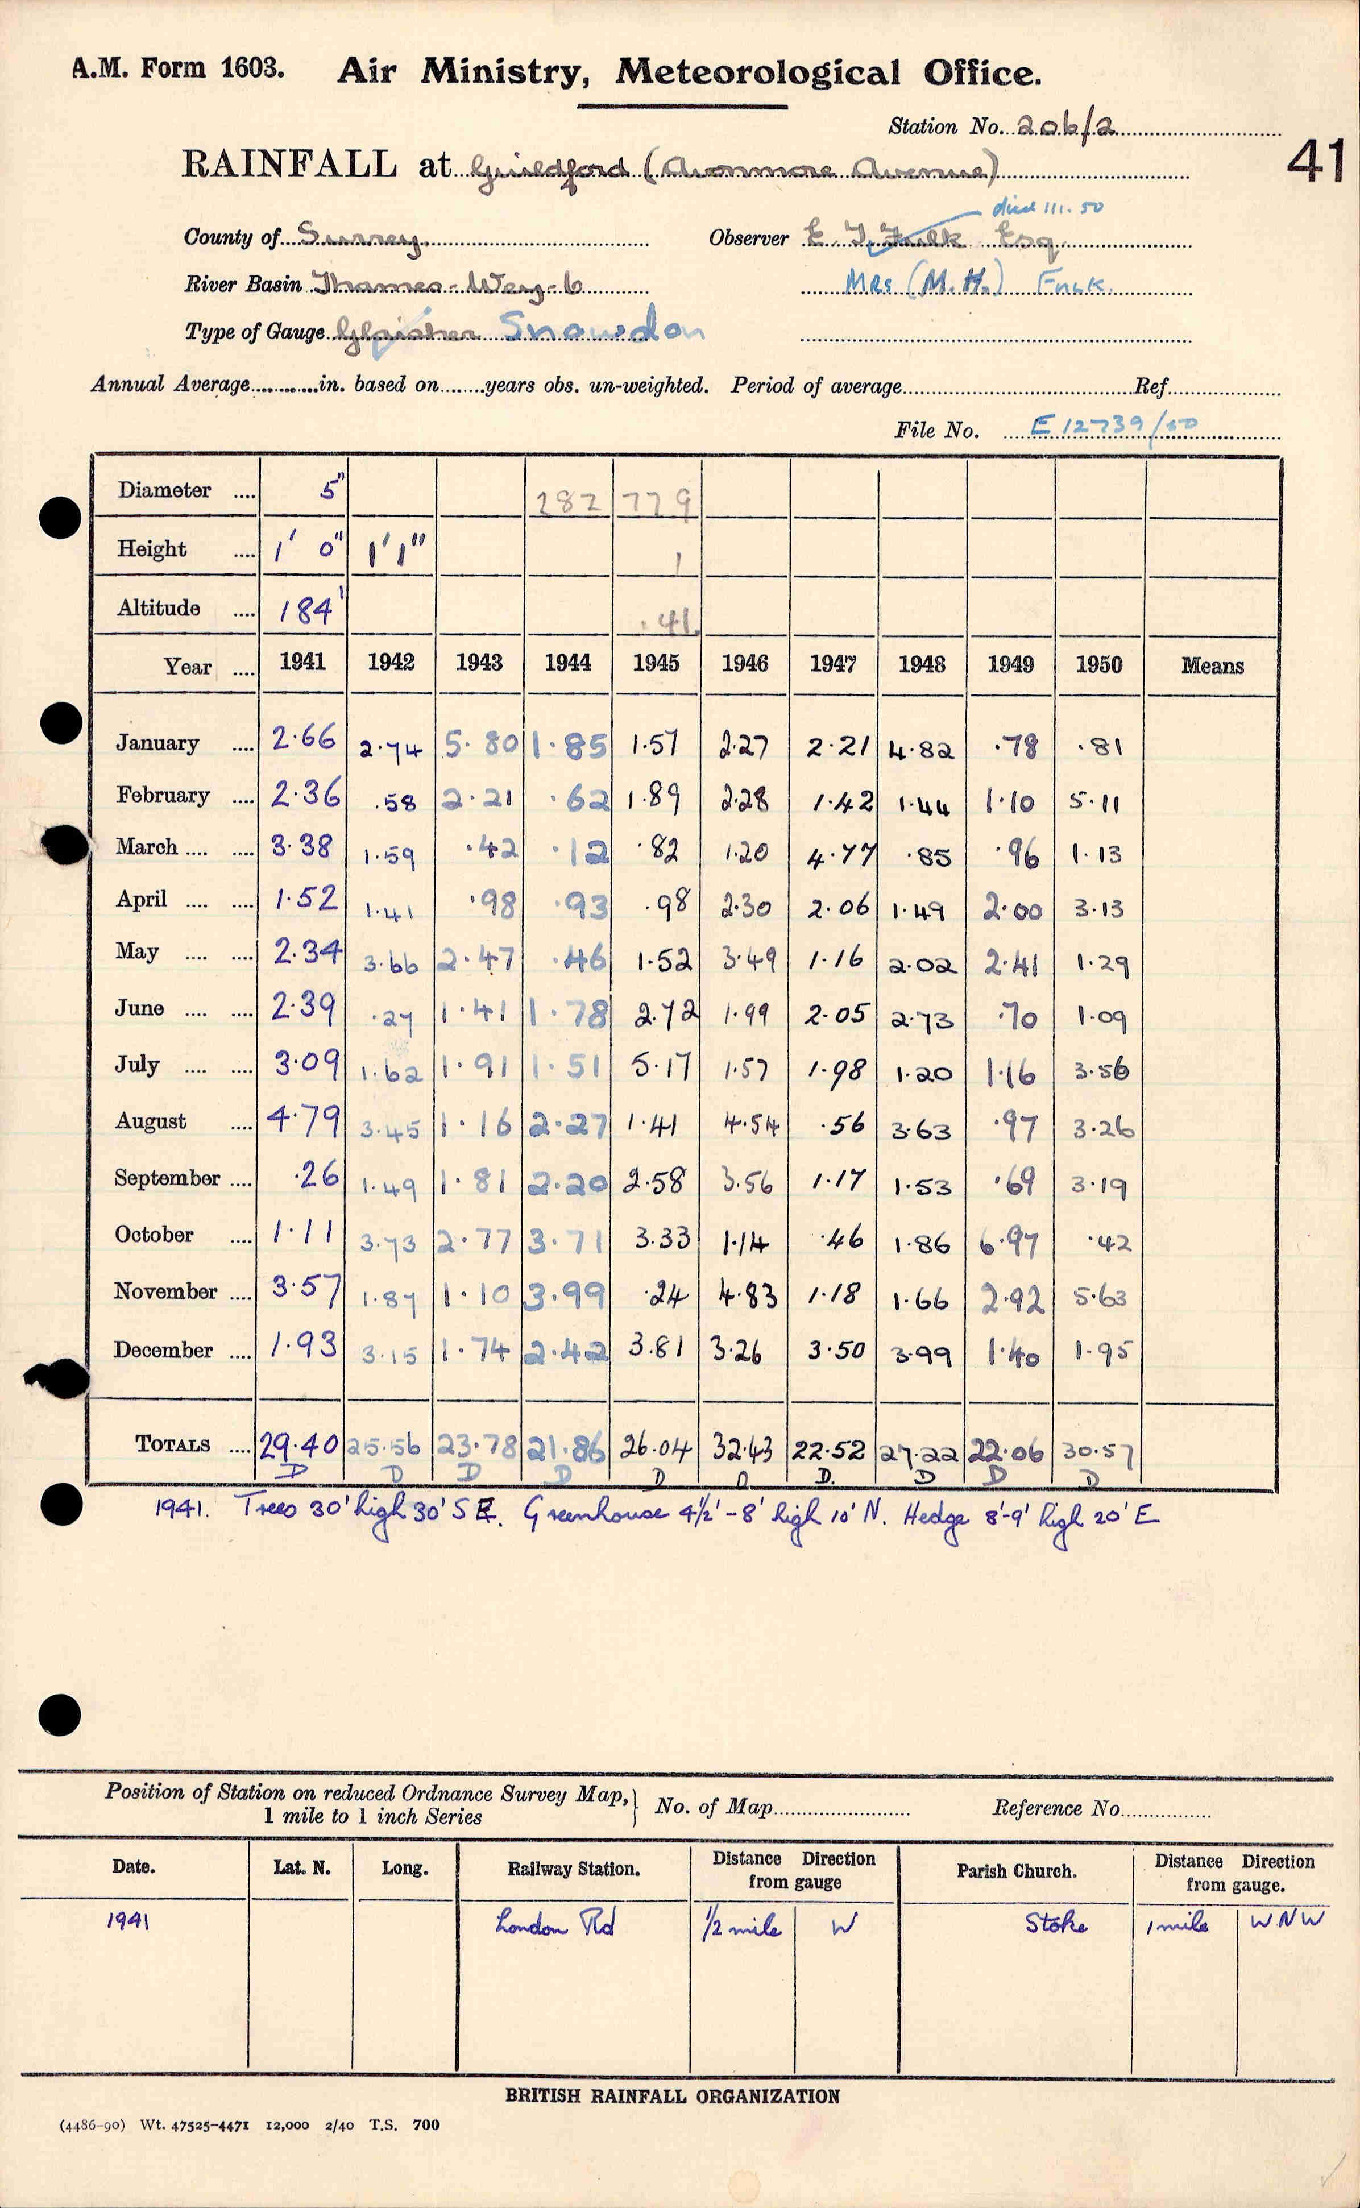 A.M. Form 1603. Air Ministry, Meteorological Office.
Station No. 206/2
41
RAINFALL at Guildford (Avonmore Avenue)
died 111.50
County of Surrey. Observer E. J. Fulk Esq.
River Basin Thames - Wey - 6 Mrs (M.H.) Fulk.
Type of Gauge Glaisher Snowdon
Annual Average............in. based on........years obs. un-weighted. Period of average........Ref........
File No. E 12739/50
Diameter .... 5" 282 779
Height .... 1' 0" 1'1" 1
Altitude .... 184' .41
Year .... 1941 1942 1943 1944 1945 1946 1947 1948 1949 1950 Means
January .... 2.66 2.74 5.80 1.85 1.57 2.27 2.21 4.82 .78 .81
February .... 2.36 .58 2.21 .62 1.89 2.28 1.42 1.44 1.10 5.11
March .... .... 3.38 1.59 .42 .12 .82 1.20 4.77 .85 .96 1.13
April .... .... 1.52 1.41 .98 .93 .98 2.30 2.06 1.49 2.00 3.13
May .... .... 2.34 3.66 2.47 .46 1.52 3.49 1.16 2.02 2.41 1.29
June .... .... 2.39 .27 1.41 1.78 2.72 1.99 2.05 2.73 .70 1.09
July .... .... 3.09 1.62 1.91 1.51 5.17 1.57 1.98 1.20 1.16 3.56
August .... 4.79 3.45 1.16 2.27 1.41 4.54 .56 3.63 .97 3.26
September .... .26 1.49 1.81 2.20 2.58 3.56 1.17 1.53 .69 3.19
October .... 1.11 3.73 2.77 3.71 3.33 1.14 .46 1.86 6.97 .42
November .... 3.57 1.87 1.10 3.99 .24 4.83 1.18 1.66 2.92 5.63
December .... 1.93 3.15 1.74 2.42 3.81 3.26 3.50 3.99 1.40 1.95
TOTALS .... 29.40 25.56 23.78 21.86 26.04 32.43 22.52 27.22 22.06 30.57
D D D D D D D. D D D
1941. Trees 30' high 30' SE. Greenhouse 4½' - 8' high 10' N. Hedge 8'-9' high 20' E
Position of Station on reduced Ordnance Survey Map, } No. of Map........ Reference No........
1 mile to 1 inch Series
Date. Lat. N. Long. Railway Station. Distance Direction from gauge Parish Church. Distance Direction from gauge.
1941 London Rd ½ mile W Stoke 1 mile WNW
BRITISH RAINFALL ORGANIZATION
(4486-90) Wt. 47525-4471 12,000 2/40 T.S. 700